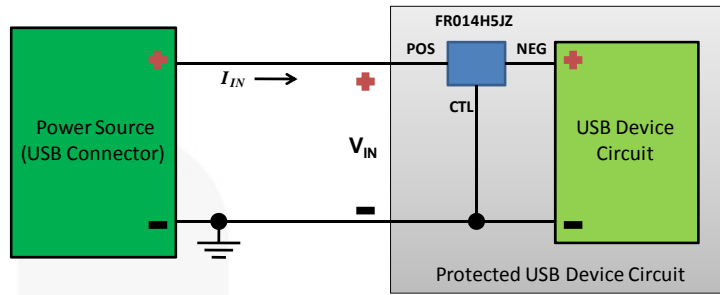 FR014H5JZ
POS
NEG
I_IN
CTL
Power Source
(USB Connector)
V_IN
USB Device
Circuit
Protected USB Device Circuit